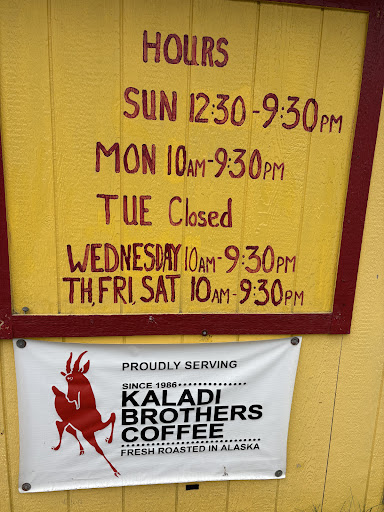 HOURS
SUN 12:30-9:30PM
MON 10AM-9:30PM
TUE Closed
WEDNESDAY 10AM-9:30PM
TH, FRI, SAT 10AM-9:30PM
PROUDLY SERVING
SINCE 1986
KALADI
BROTHERS
COFFEE
FRESH ROASTED IN ALASKA